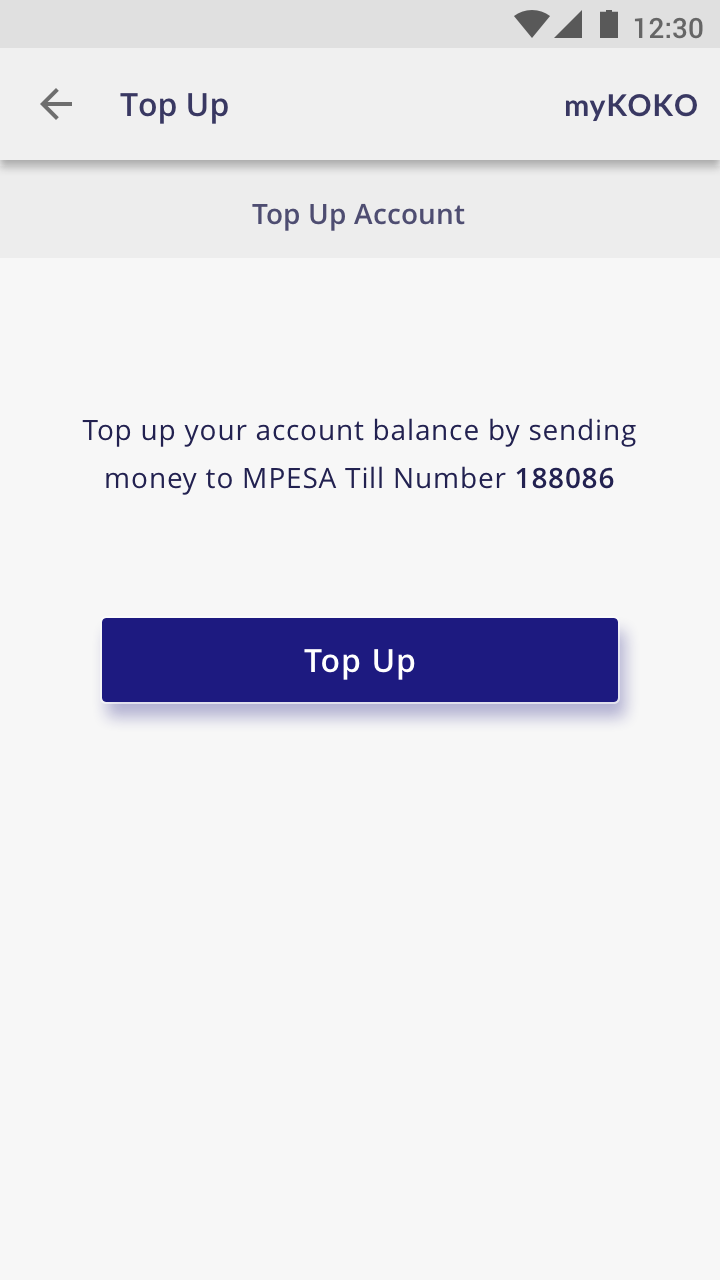 12:30
Top Up
myKOKO
Top Up Account
Top up your account balance by sending
money to MPESA Till Number 188086
Top Up